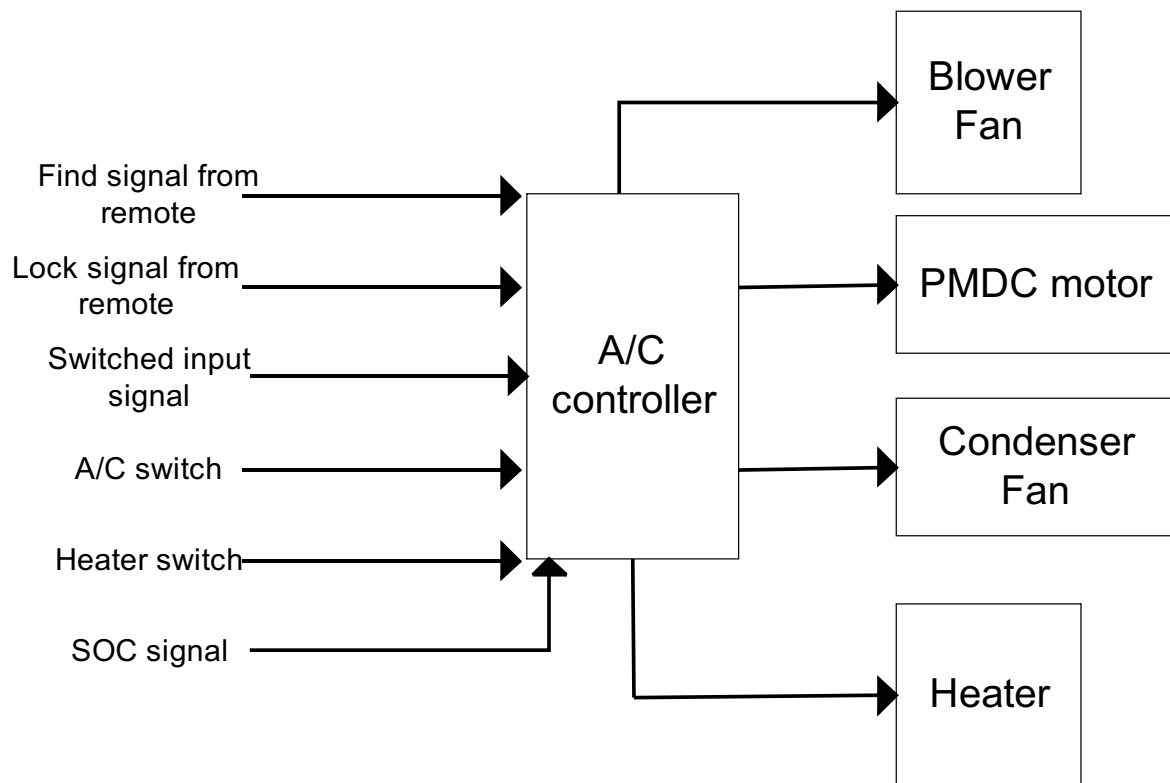 Blower
Fan
Find signal from
remote
Lock signal from
remote
PMDC motor
Switched input
signal
A/C
controller
A/C switch
Condenser
Fan
Heater switch
SOC signal
Heater